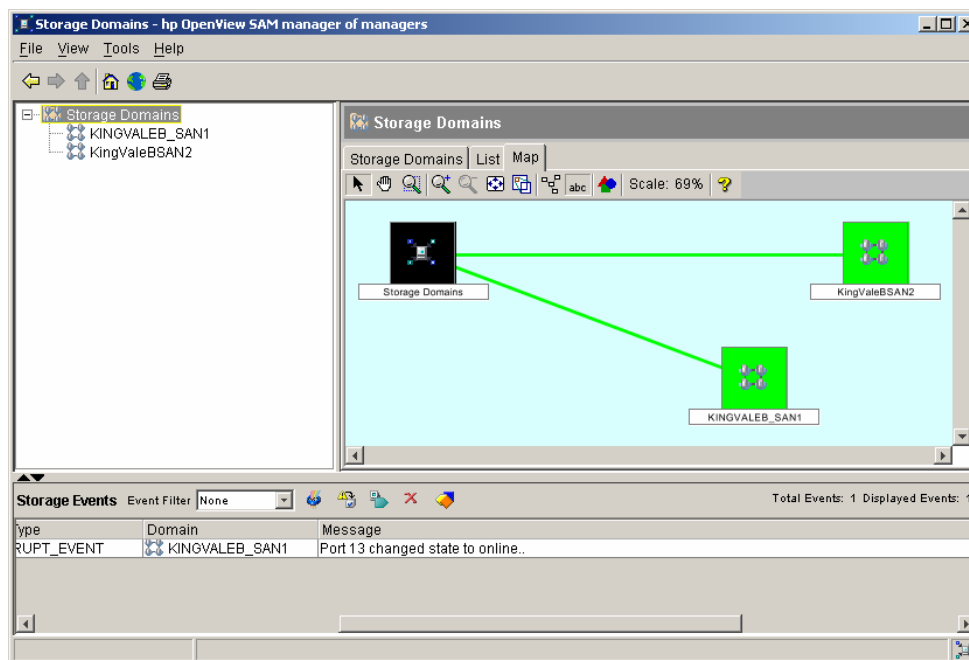 Storage Domains - hp OpenView SAM manager of managers
File View Tools Help
Storage Domains
KINGVALEB_SAN1
KingValeBSAN2
Storage Domains
Storage Domains List Map
abc Scale: 69% ?
Storage Domains
KingValeBSAN2
KINGVALEB_SAN1
Storage Events Event Filter None Total Events: 1 Displayed Events: 1
Type Domain Message
RUPT_EVENT KINGVALEB_SAN1 Port 13 changed state to online..